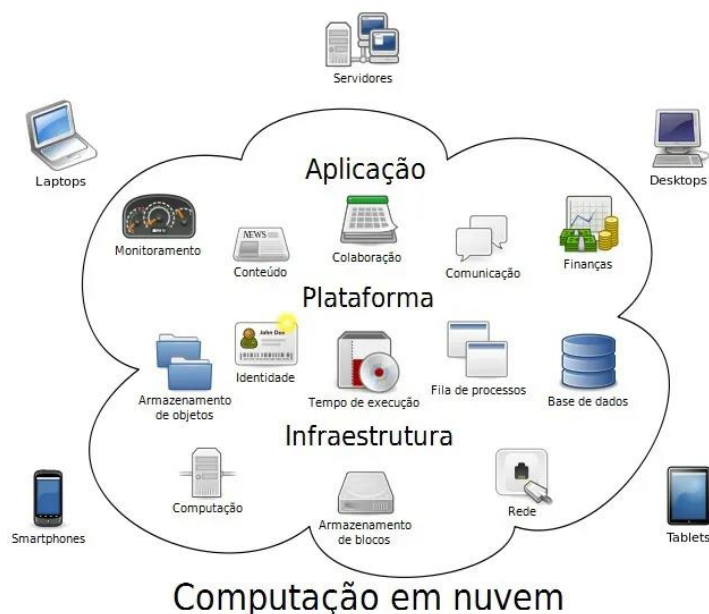 Servidores
Laptops
Desktops
Aplicação
Monitoramento
NEWS
Conteúdo
Colaboração
Comunicação
Finanças
Plataforma
John Doe
Armazenamento
de objetos
Identidade
Tempo de execução
Fila de processos
Base de dados
Infraestrutura
Computação
Armazenamento
de blocos
Rede
Smartphones
Tablets
Computação em nuvem